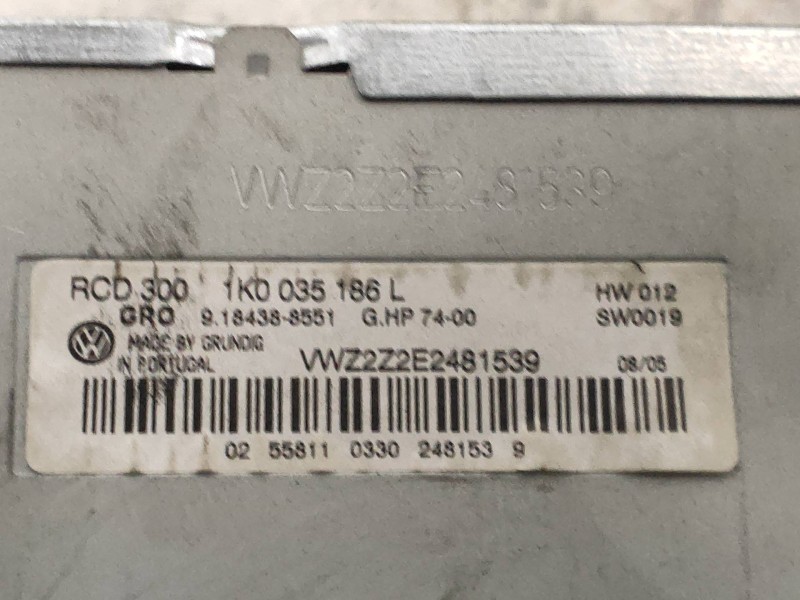 VWZ2Z2E2481539
RCD 300 1K0 035 186 L HW 012
GRO 9.18438-8551 G.HP 74-00 SW0019
MADE BY GRUNDIG
IN PORTUGAL VWZ2Z2E2481539 08/05
02 55811 0330 248153 9